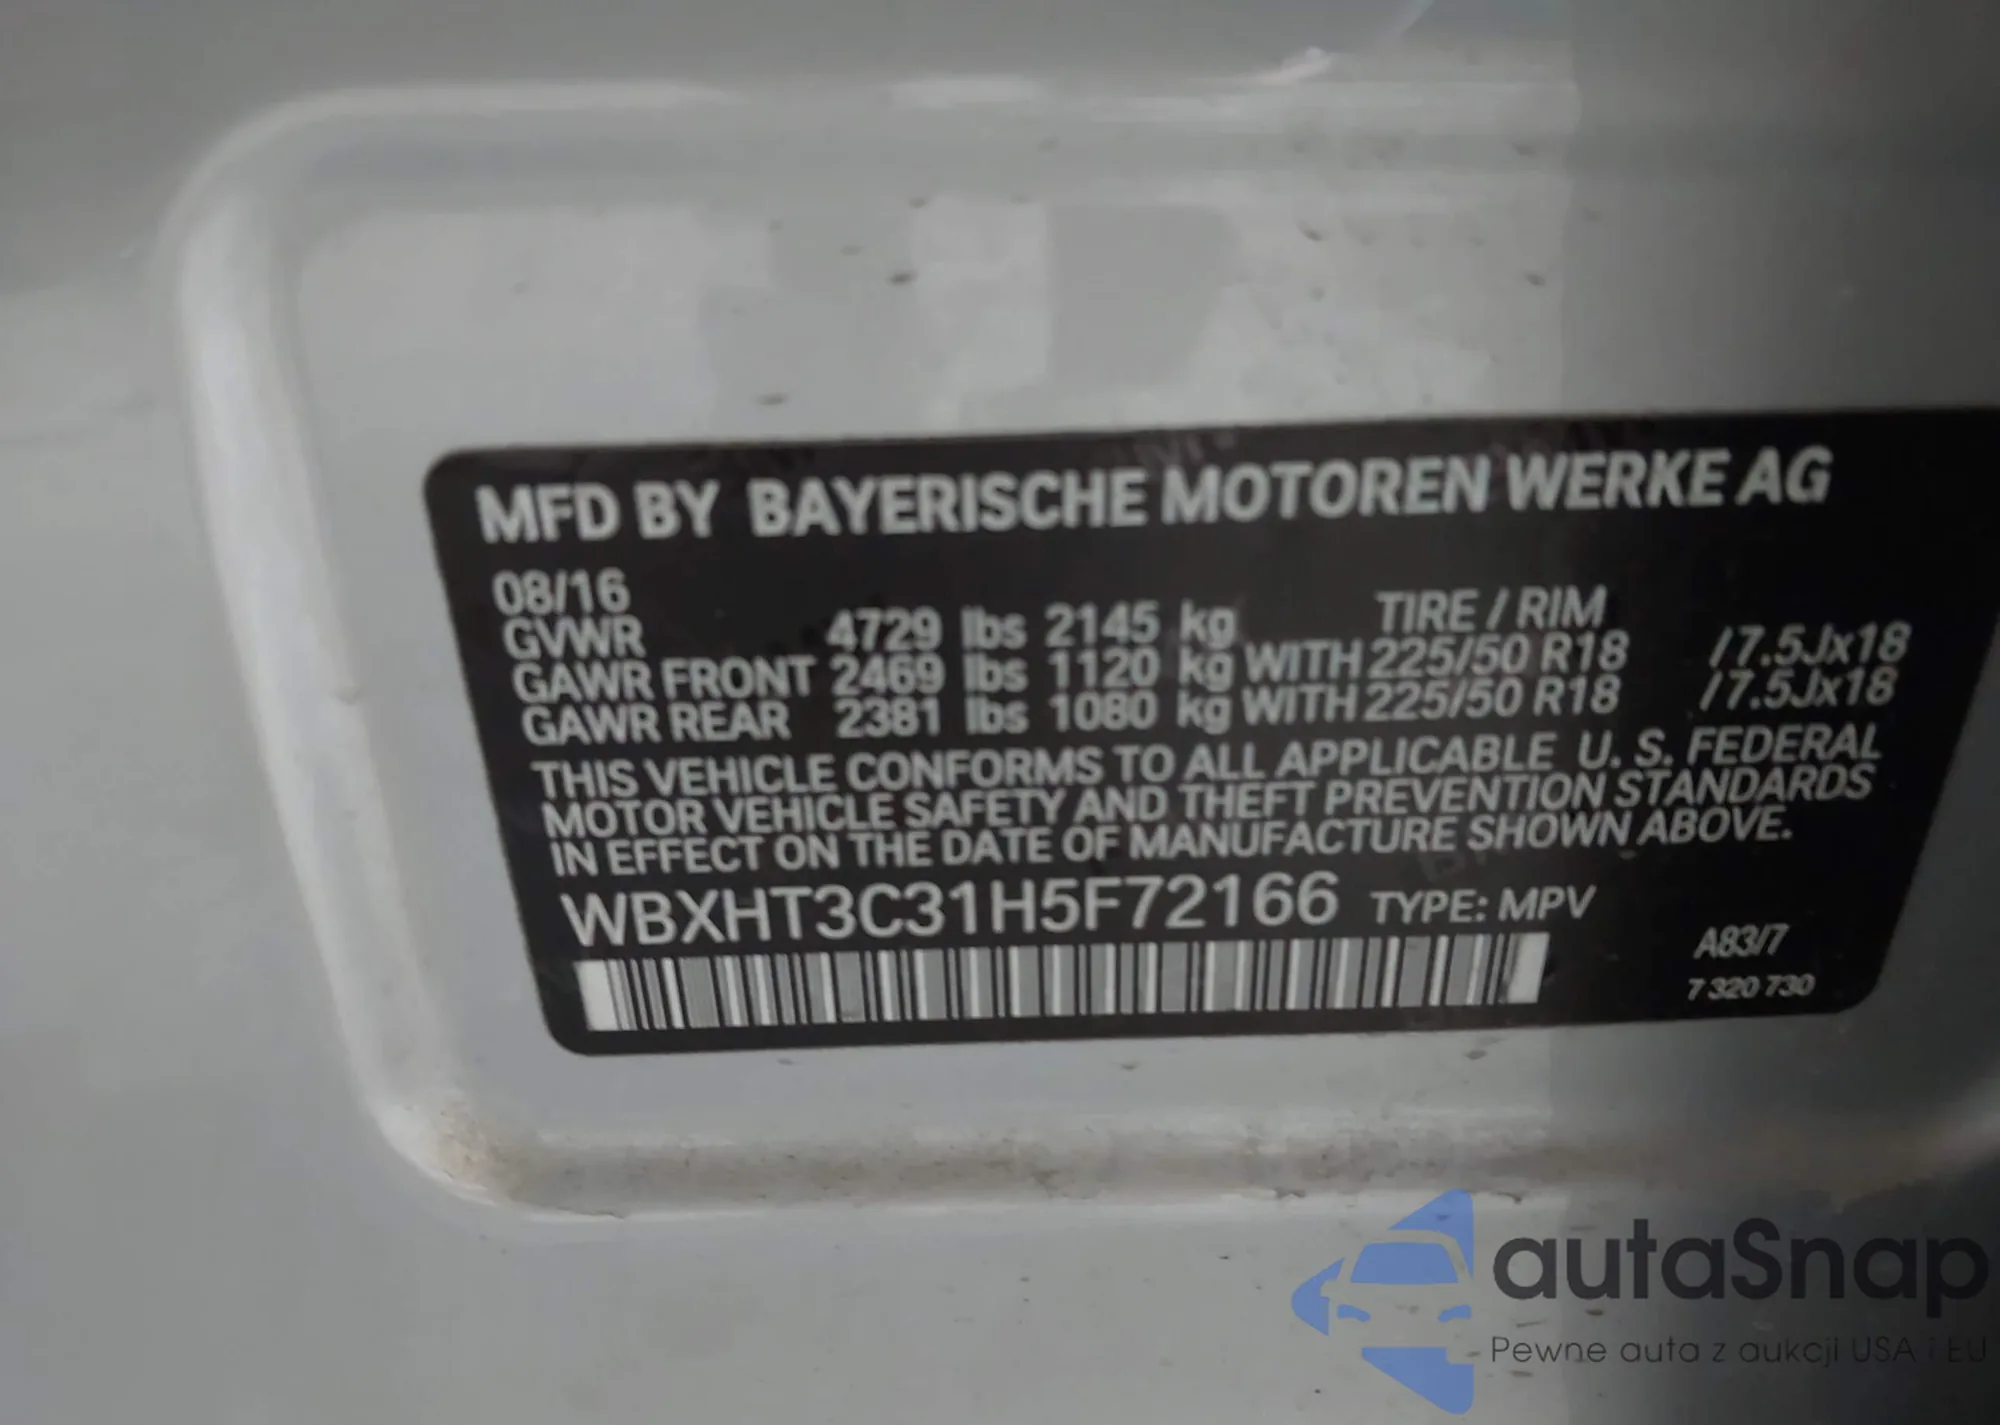 MFD BY BAYERISCHE MOTOREN WERKE AG
08/16 TIRE / RIM
GVWR 4729 lbs 2145 kg
GAWR FRONT 2469 lbs 1120 kg WITH 225/50 R18 /7.5Jx18
GAWR REAR 2381 lbs 1080 kg WITH 225/50 R18 /7.5Jx18
THIS VEHICLE CONFORMS TO ALL APPLICABLE U. S. FEDERAL
MOTOR VEHICLE SAFETY AND THEFT PREVENTION STANDARDS
IN EFFECT ON THE DATE OF MANUFACTURE SHOWN ABOVE.
WBXHT3C31H5F72166 TYPE: MPV
A83/7
7 320 730
autaSnap
Pewne auta z aukcji USA i EU